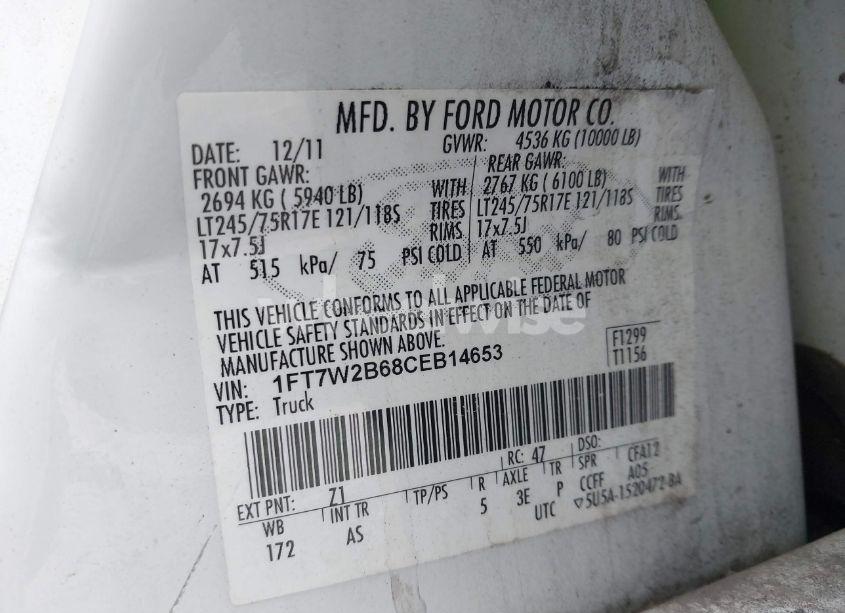 MFD. BY FORD MOTOR CO.
DATE: 12/11 GVWR: 4536 KG (10000 LB)
FRONT GAWR: REAR GAWR:
2694 KG ( 5940 LB) WITH 2767 KG ( 6100 LB) WITH
LT245/75R17E 121/118S TIRES LT245/75R17E 121/118S TIRES
17x7.5J RIMS 17x7.5J RIMS
AT 515 kPa/ 75 PSI COLD AT 550 kPa/ 80 PSI COLD
THIS VEHICLE CONFORMS TO ALL APPLICABLE FEDERAL MOTOR
VEHICLE SAFETY STANDARDS IN EFFECT ON THE DATE OF
MANUFACTURE SHOWN ABOVE.
VIN: 1FT7W2B68CEB14653 F1299
TYPE: Truck T1156
RC: 47 DSO:
EXT PNT: Z1
WB INT TR TP/PS R AXLE TR SPR CFA12
172 AS 5 3E P CCFF A05
UTC ▽5U5A-1520472-BA